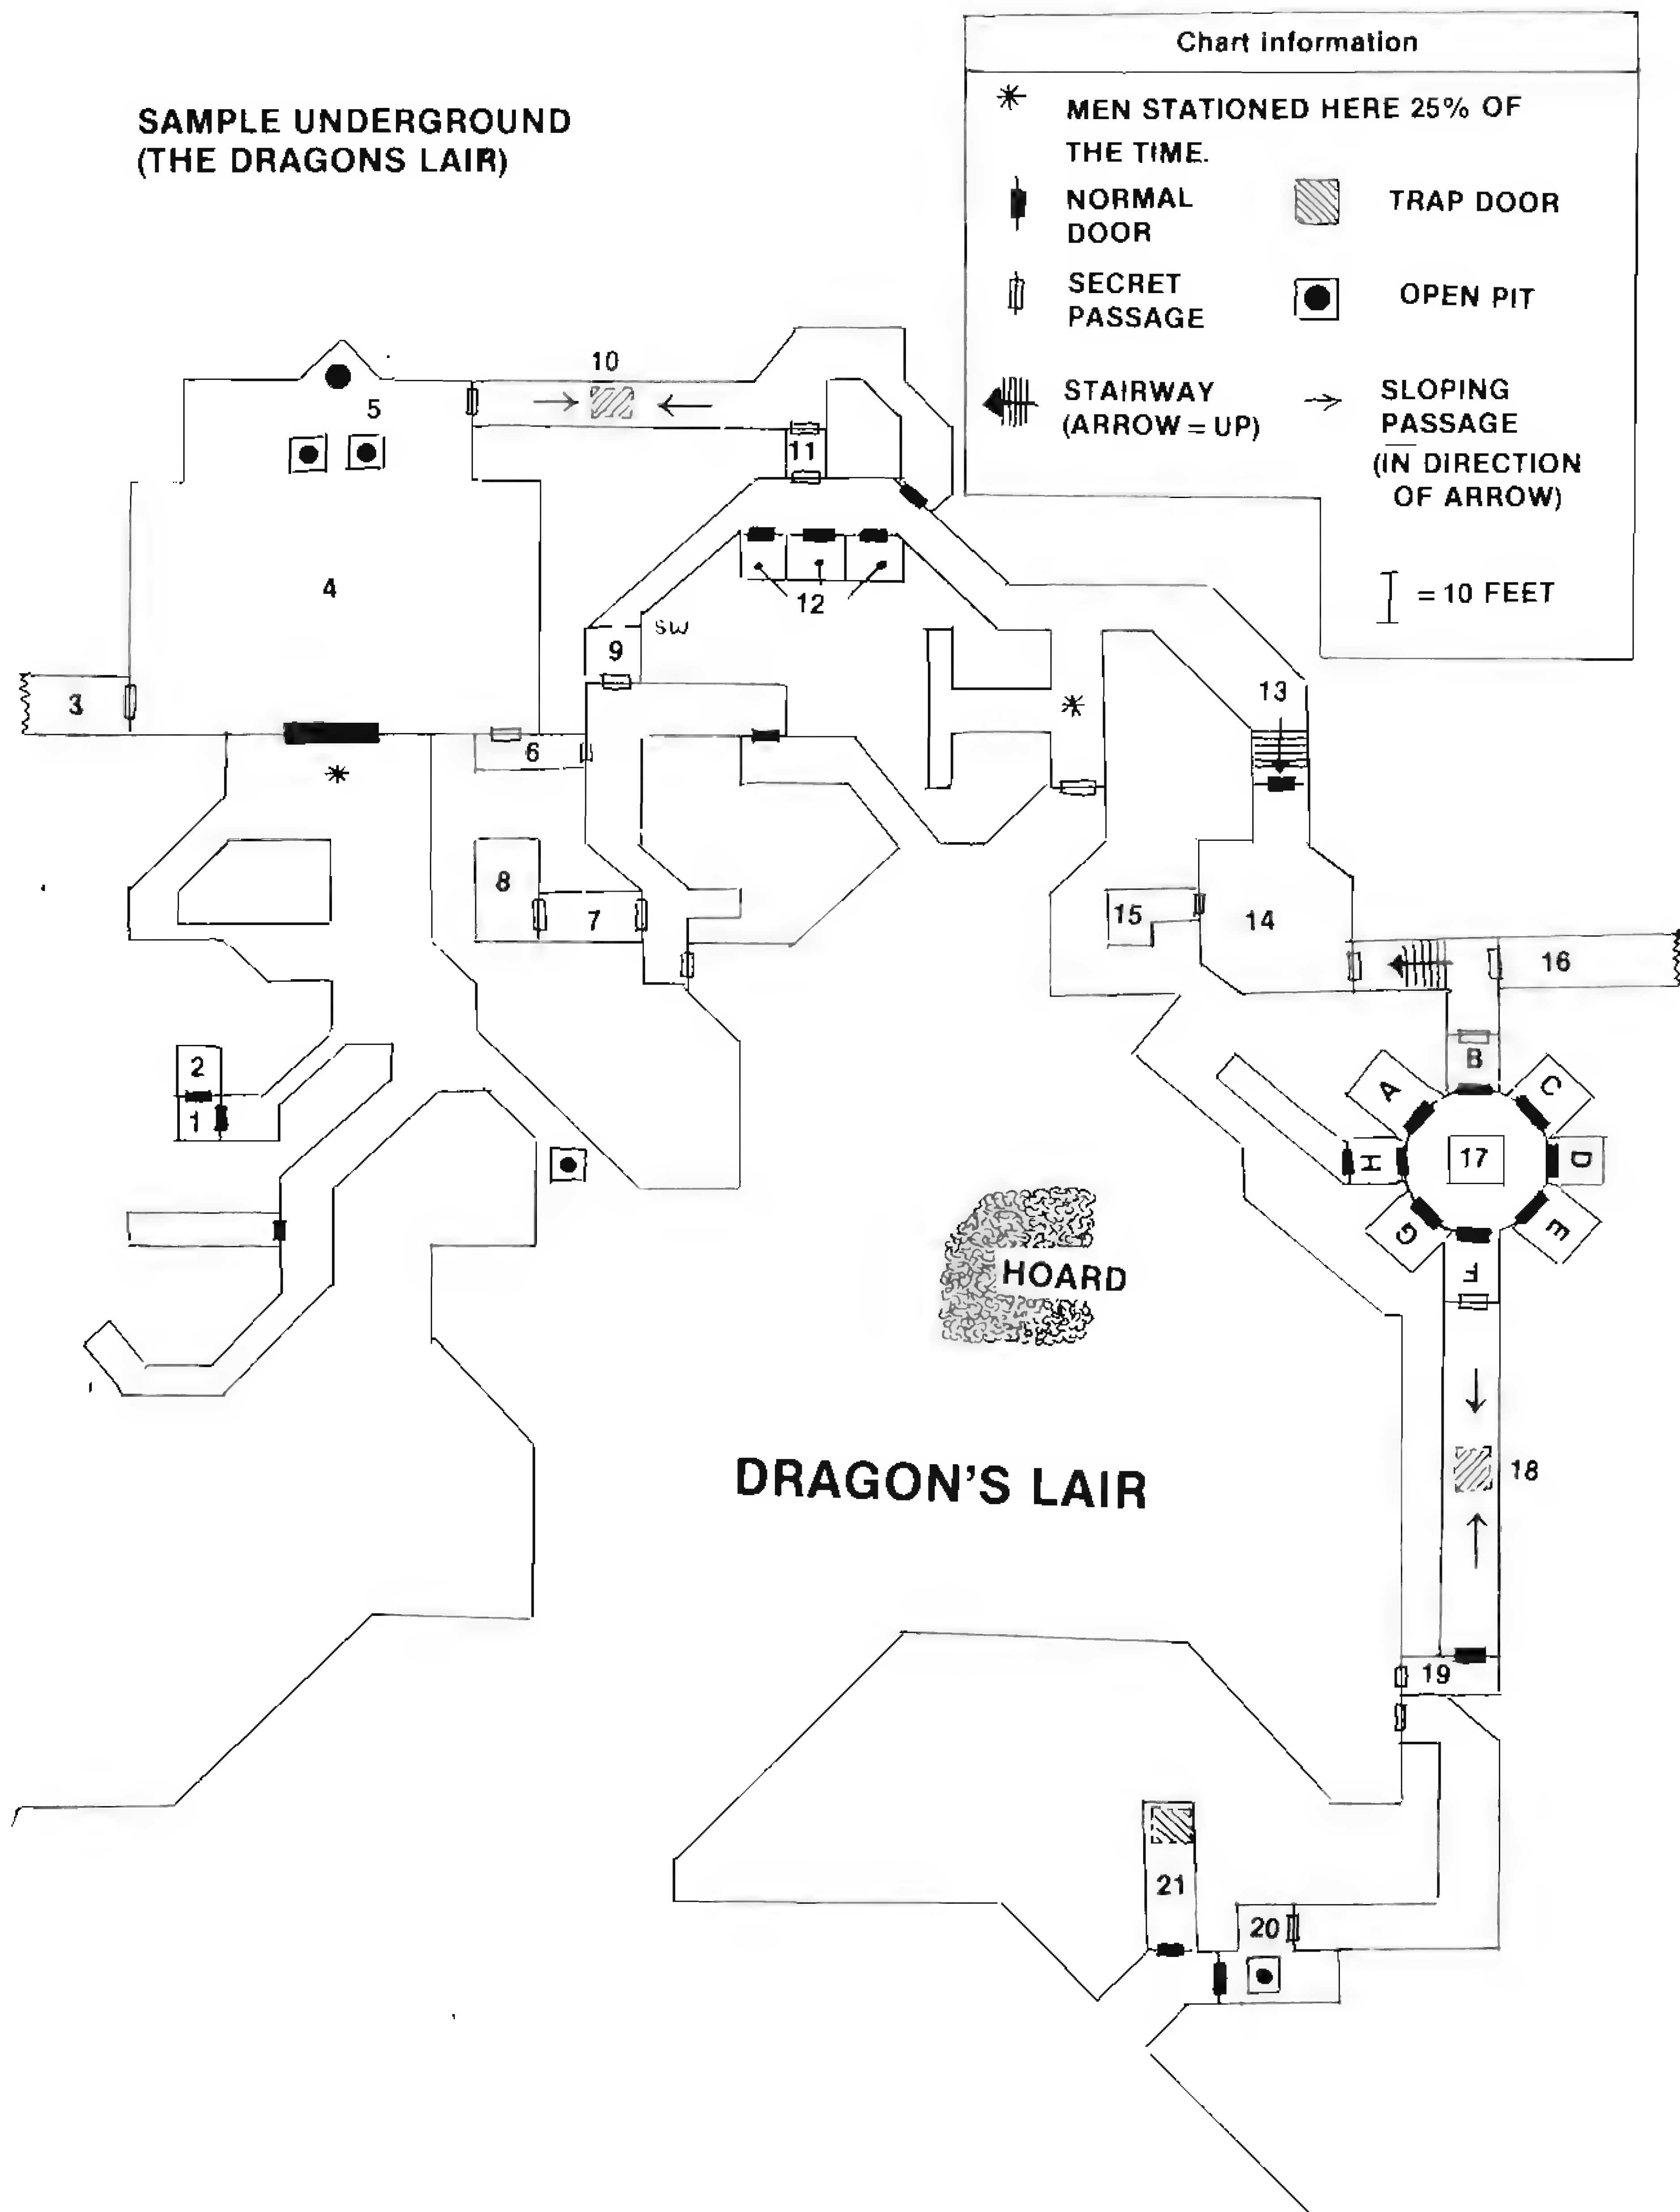 SAMPLE UNDERGROUND
(THE DRAGONS LAIR)
Chart information
MEN STATIONED HERE 25% OF
THE TIME.
NORMAL
DOOR
TRAP DOOR
SECRET
PASSAGE
OPEN PIT
STAIRWAY
(ARROW = UP)
SLOPING
PASSAGE
(IN DIRECTION
OF ARROW)
= 10 FEET
10
5
11
4
12
SW
9
3
13
6
8
7
15
14
16
2
1
B
A
C
H
17
D
G
E
F
HOARD
DRAGON'S LAIR
18
19
21
20